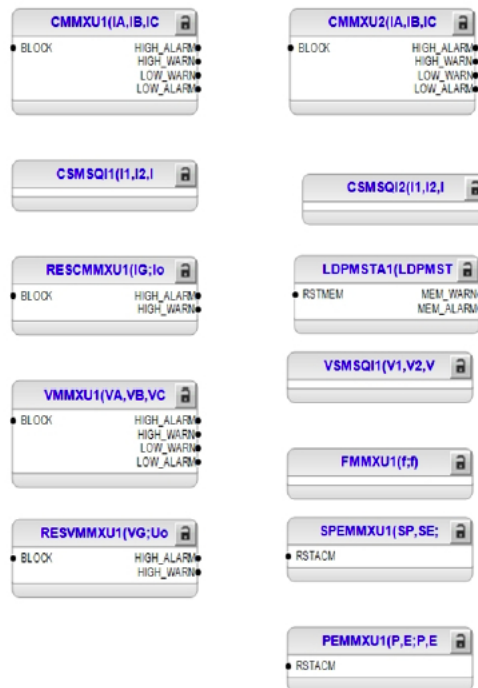 CMMXU1(IA,IB,IC
BLOCK HIGH_ALARM
HIGH_WARN
LOW_WARN
LOW_ALARM
CMMXU2(IA,IB,IC
BLOCK HIGH_ALARM
HIGH_WARN
LOW_WARN
LOW_ALARM
CSMSQI1(I1,I2,I
CSMSQI2(I1,I2,I
RESCMMXU1(IG;Io
BLOCK HIGH_ALARM
HIGH_WARN
LDPMSTA1(LDPMST
RSTMEM MEM_WARN
MEM_ALARM
VSMSQI1(V1,V2,V
VMMXU1(VA,VB,VC
BLOCK HIGH_ALARM
HIGH_WARN
LOW_WARN
LOW_ALARM
FMMXU1(f;f)
RESVMMXU1(VG;Uo
BLOCK HIGH_ALARM
HIGH_WARN
SPEMMXU1(SP,SE;
RSTACM
PEMMXU1(P,E;P,E
RSTACM